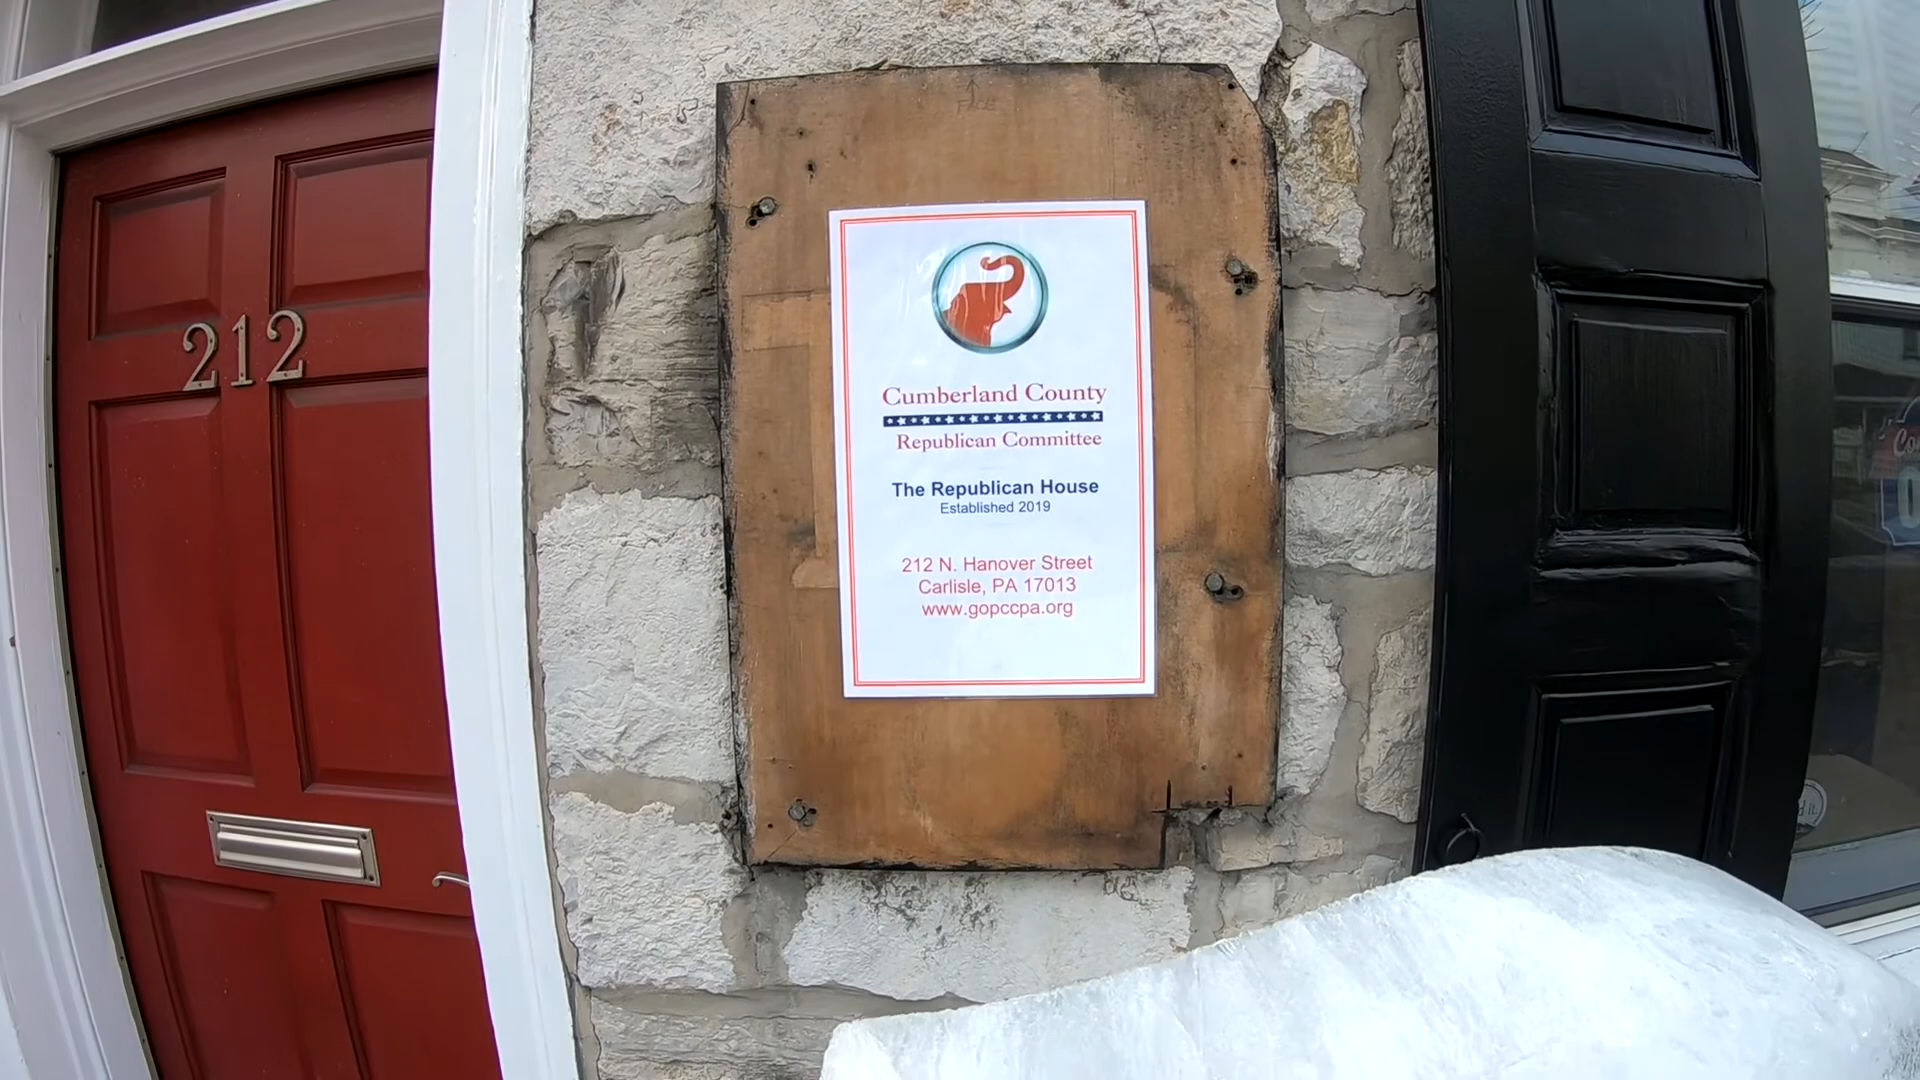 212
FACE
Cumberland County
Republican Committee
The Republican House
Established 2019
212 N. Hanover Street
Carlisle, PA 17013
www.gopccpa.org